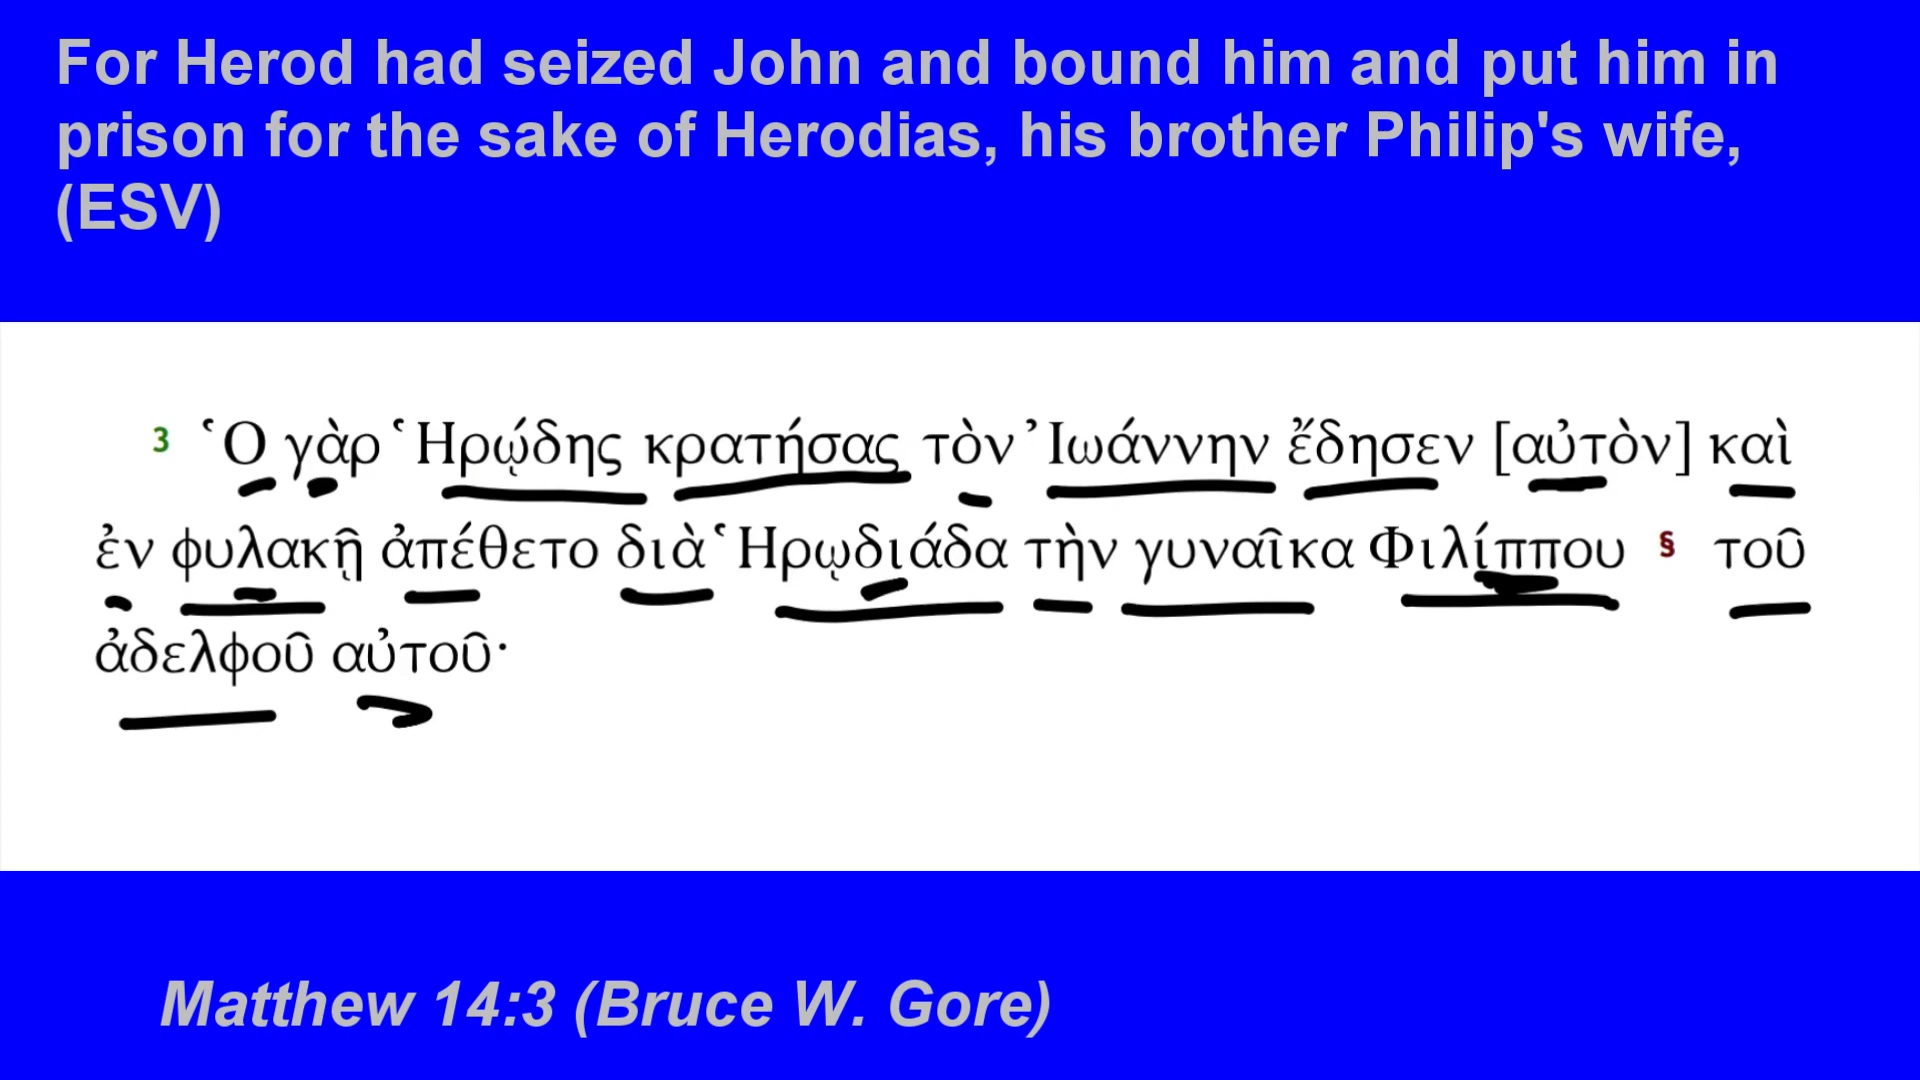 For Herod had seized John and bound him and put him in
prison for the sake of Herodias, his brother Philip's wife,
(ESV)
3 Ὁ γὰρ Ἡρῴδης κρατήσας τὸν Ἰωάννην ἔδησεν [αὐτὸν] καὶ
ἐν φυλακῇ ἀπέθετο διὰ Ἡρῳδιάδα τὴν γυναῖκα Φιλίππου § τοῦ
ἀδελφοῦ αὐτοῦ·
Matthew 14:3 (Bruce W. Gore)